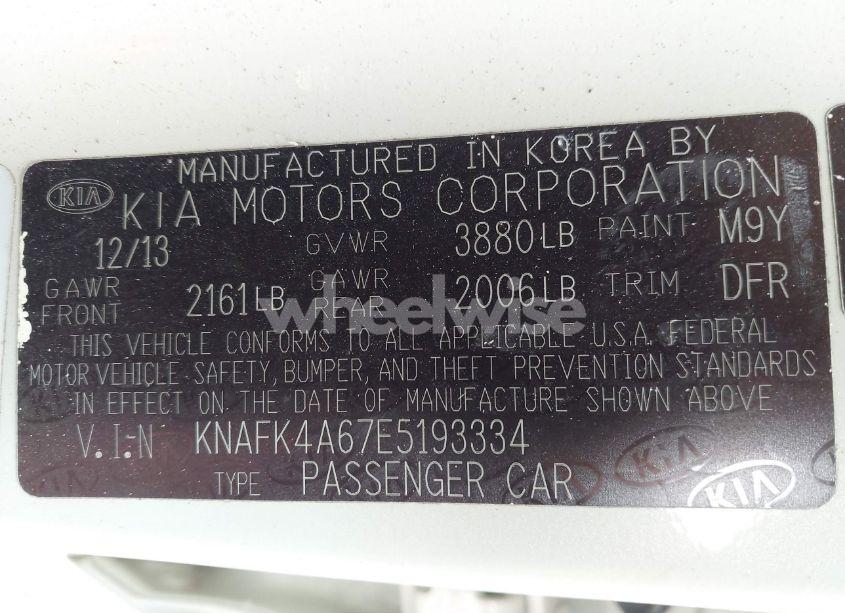 MANUFACTURED IN KOREA BY
KIA KIA MOTORS CORPORATION
12/13 GVWR 3880LB PAINT M9Y
GAWR FRONT 2161LB GAWR REAR 2006LB TRIM DFR
wheelwise
THIS VEHICLE CONFORMS TO ALL APPLICABLE U.S.A. FEDERAL
MOTOR VEHICLE SAFETY, BUMPER, AND THEFT PREVENTION STANDARDS
IN EFFECT ON THE DATE OF MANUFACTURE SHOWN ABOVE
V.I.N KNAFK4A67E5193334
TYPE PASSENGER CAR
KIA
KIA